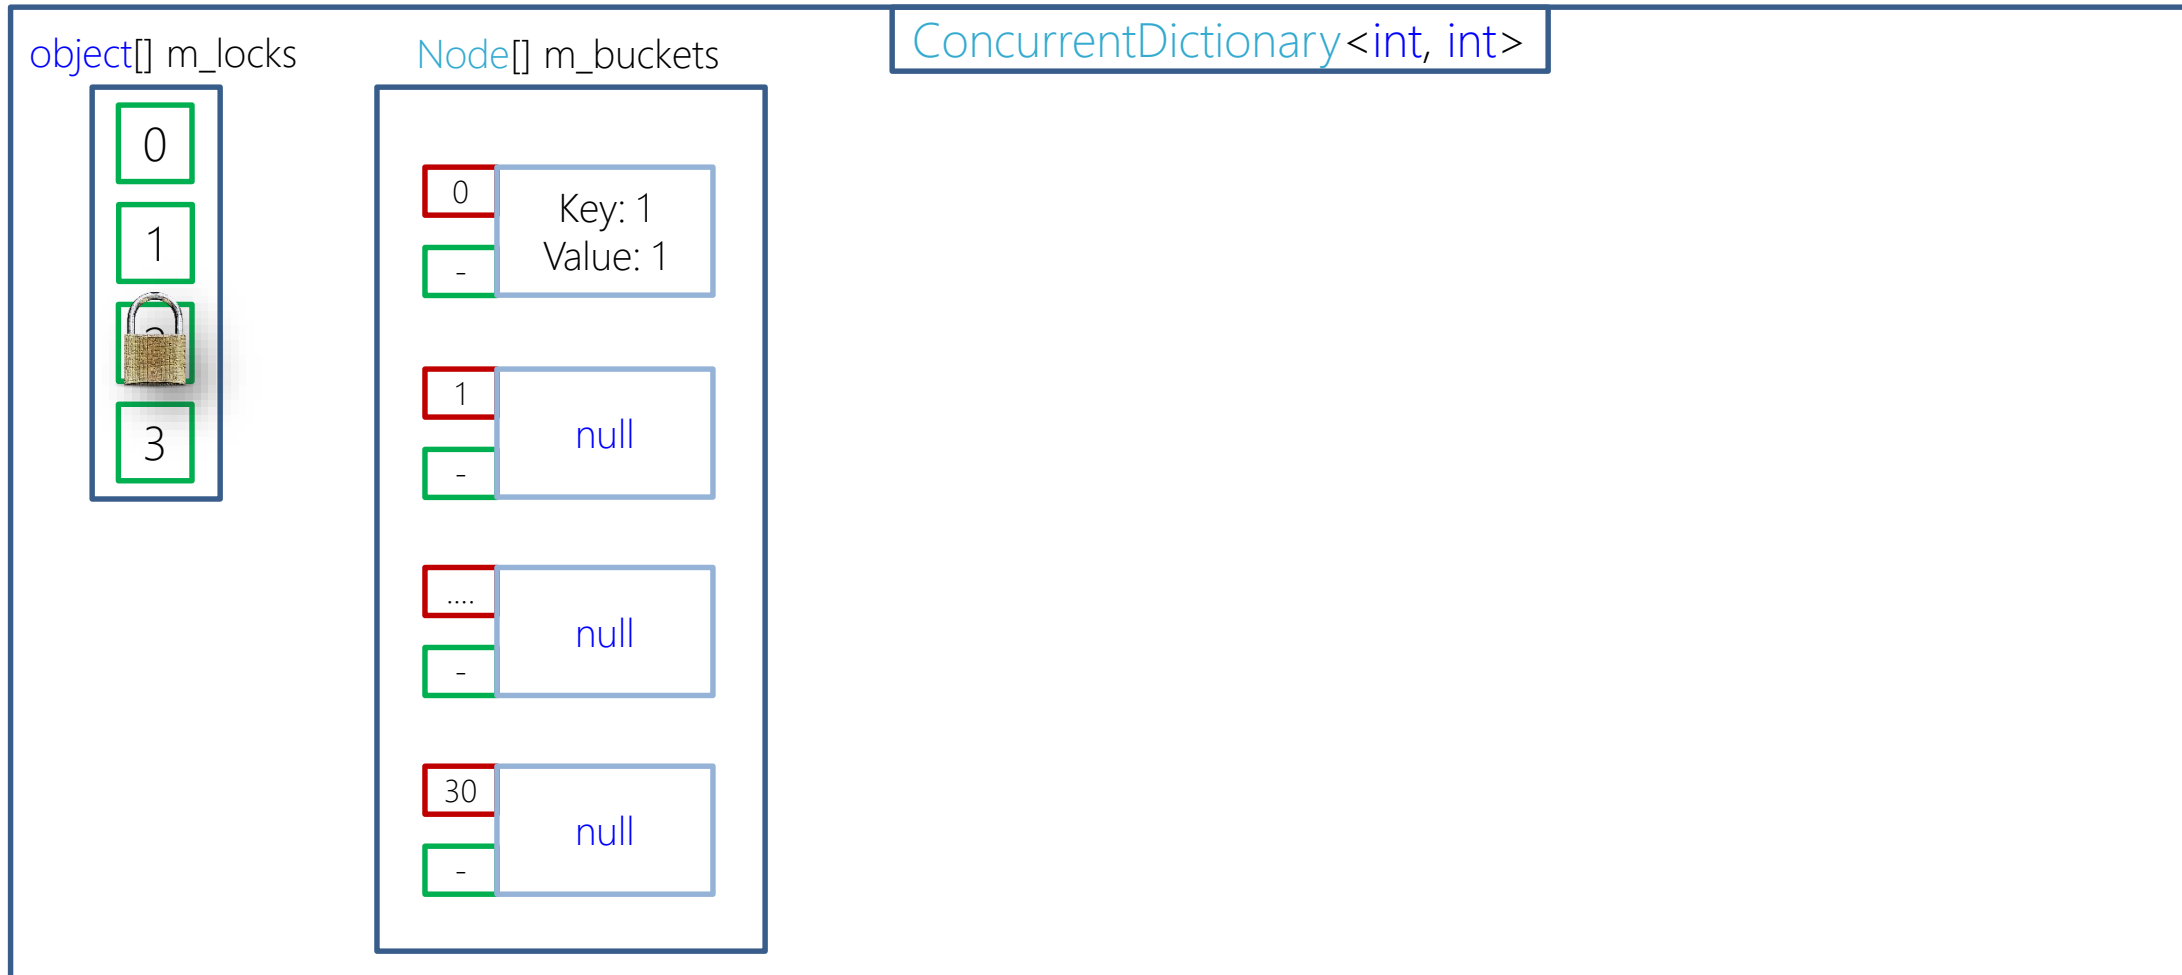 ConcurrentDictionary<int, int>
object[] m_locks
0
1
3
Node[] m_buckets
0
Key: 1
Value: 1
-
1
null
-
....
null
-
30
null
-